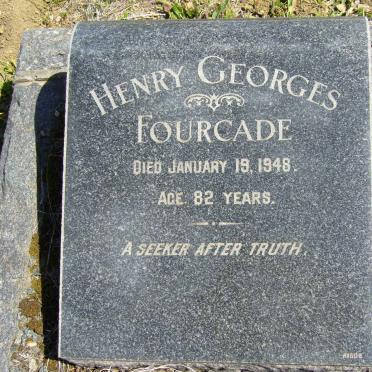 HENRY GEORGES
FOURCADE
DIED JANUARY 19, 1948.
AGE 82 YEARS.
A SEEKER AFTER TRUTH.